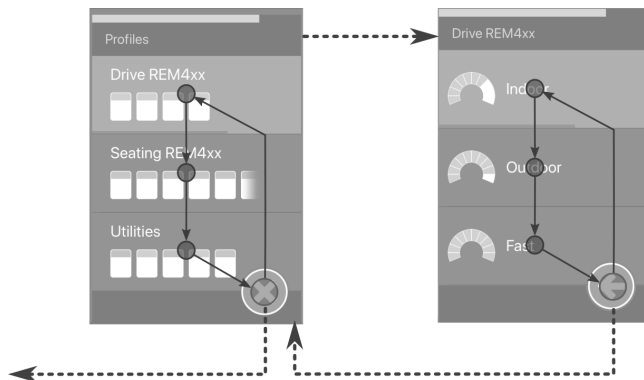 Profiles
Drive REM4xx
Seating REM4xx
Utilities
Drive REM4xx
Indoor
Outdoor
Fast